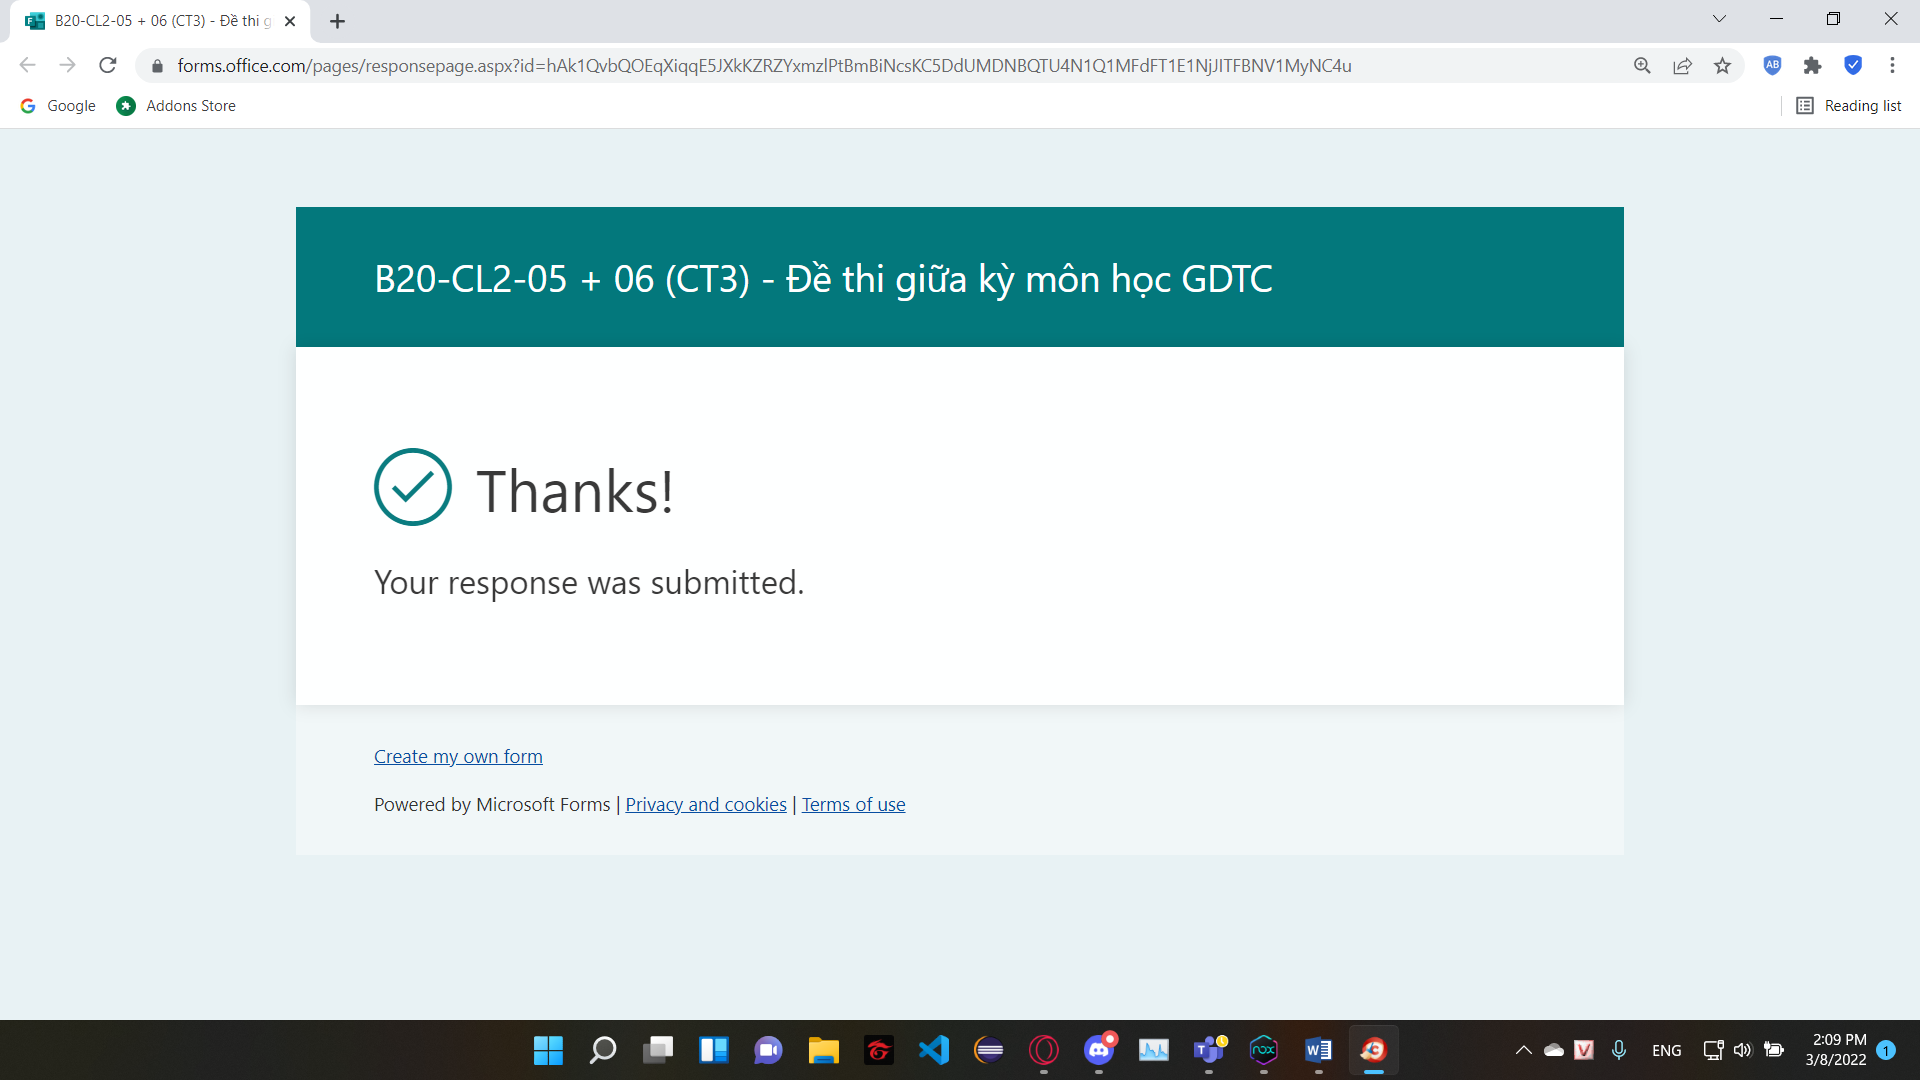 B20-CL2-05 + 06 (CT3) - Đề thi g
forms.office.com/pages/responsepage.aspx?id=hAk1QvbQOEqXiqqE5JXkKZRZYxmzlPtBmBiNcsKC5DdUMDNBQTU4N1Q1MFdFT1E1NjJITFBNV1MyNC4u
AB
Google
Addons Store
Reading list
B20-CL2-05 + 06 (CT3) - Đề thi giữa kỳ môn học GDTC
Thanks!
Your response was submitted.
Create my own form
Powered by Microsoft Forms | Privacy and cookies | Terms of use
nox
ENG
2:09 PM
3/8/2022
1